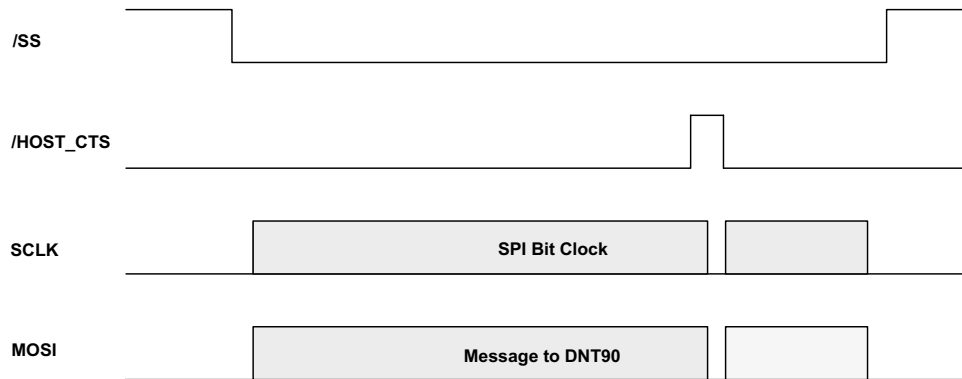 /SS
/HOST_CTS
SCLK
SPI Bit Clock
MOSI
Message to DNT90